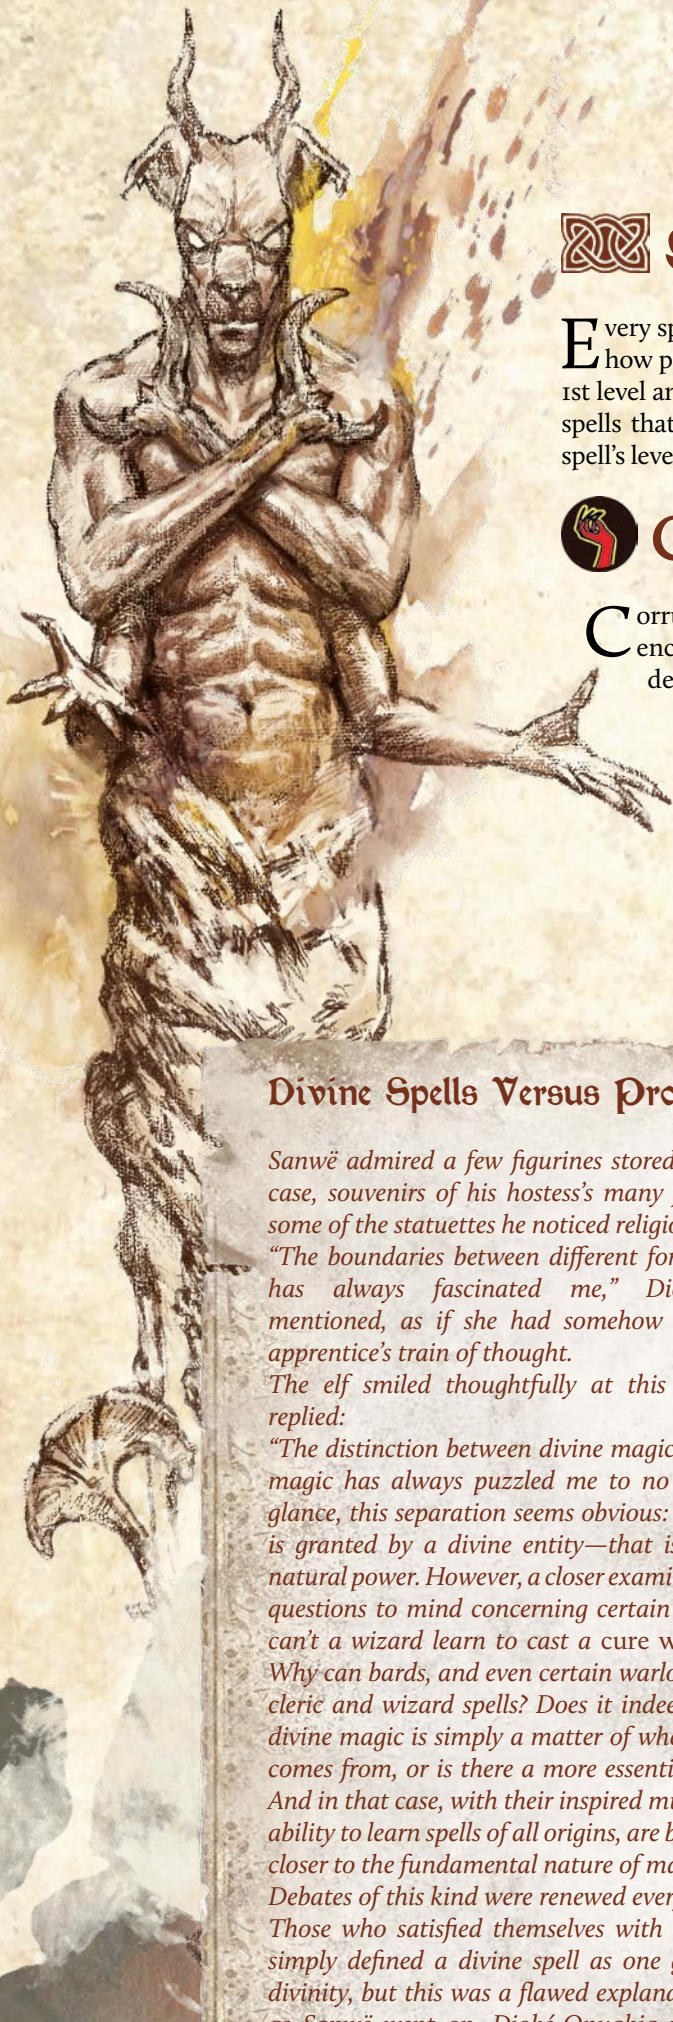 Every sp
how p
1st level an
spells that
spell's leve
Corru
enc
de
Divine Spells Versus Pro
Sanwë admired a few figurines stored
case, souvenirs of his hostess's many
some of the statuettes he noticed religio
“The boundaries between different for
has always fascinated me,” Di
mentioned, as if she had somehow
apprentice's train of thought.
The elf smiled thoughtfully at this
replied:
“The distinction between divine magic
magic has always puzzled me to no
glance, this separation seems obvious:
is granted by a divine entity—that is
natural power. However, a closer exami
questions to mind concerning certain
can't a wizard learn to cast a cure w
Why can bards, and even certain warlo
cleric and wizard spells? Does it indee
divine magic is simply a matter of whe
comes from, or is there a more essenti
And in that case, with their inspired mu
ability to learn spells of all origins, are b
closer to the fundamental nature of ma
Debates of this kind were renewed ever
Those who satisfied themselves with
simply defined a divine spell as one g
divinity, but this was a flawed explana